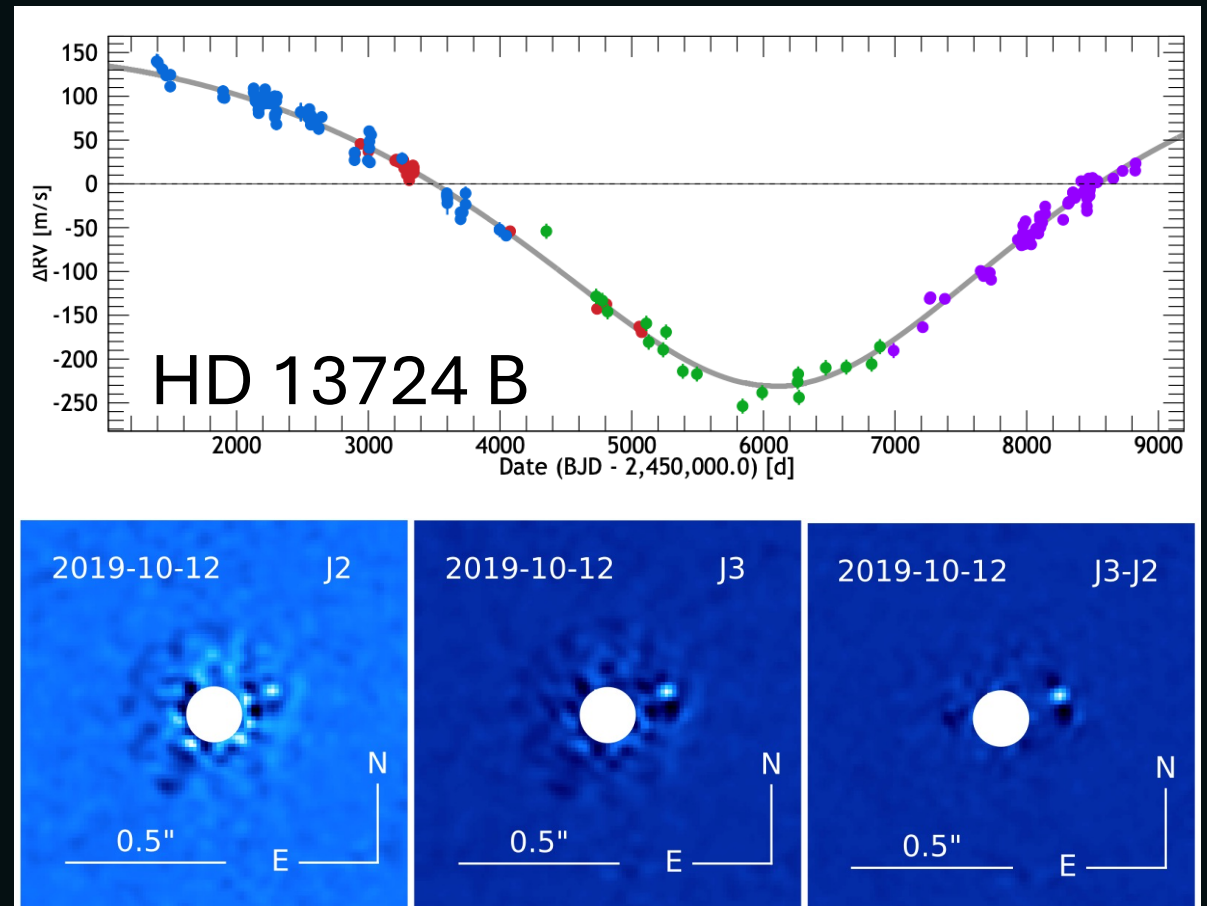 150
100
50
0
-50
-100
-150
-200
-250
ΔRV [m/s]
HD 13724 B
2000 3000 4000 5000 6000 7000 8000 9000
Date (BJD - 2,450,000.0) [d]
2019-10-12 J2
N
0.5"
E
2019-10-12 J3
N
0.5"
E
2019-10-12 J3-J2
N
0.5"
E